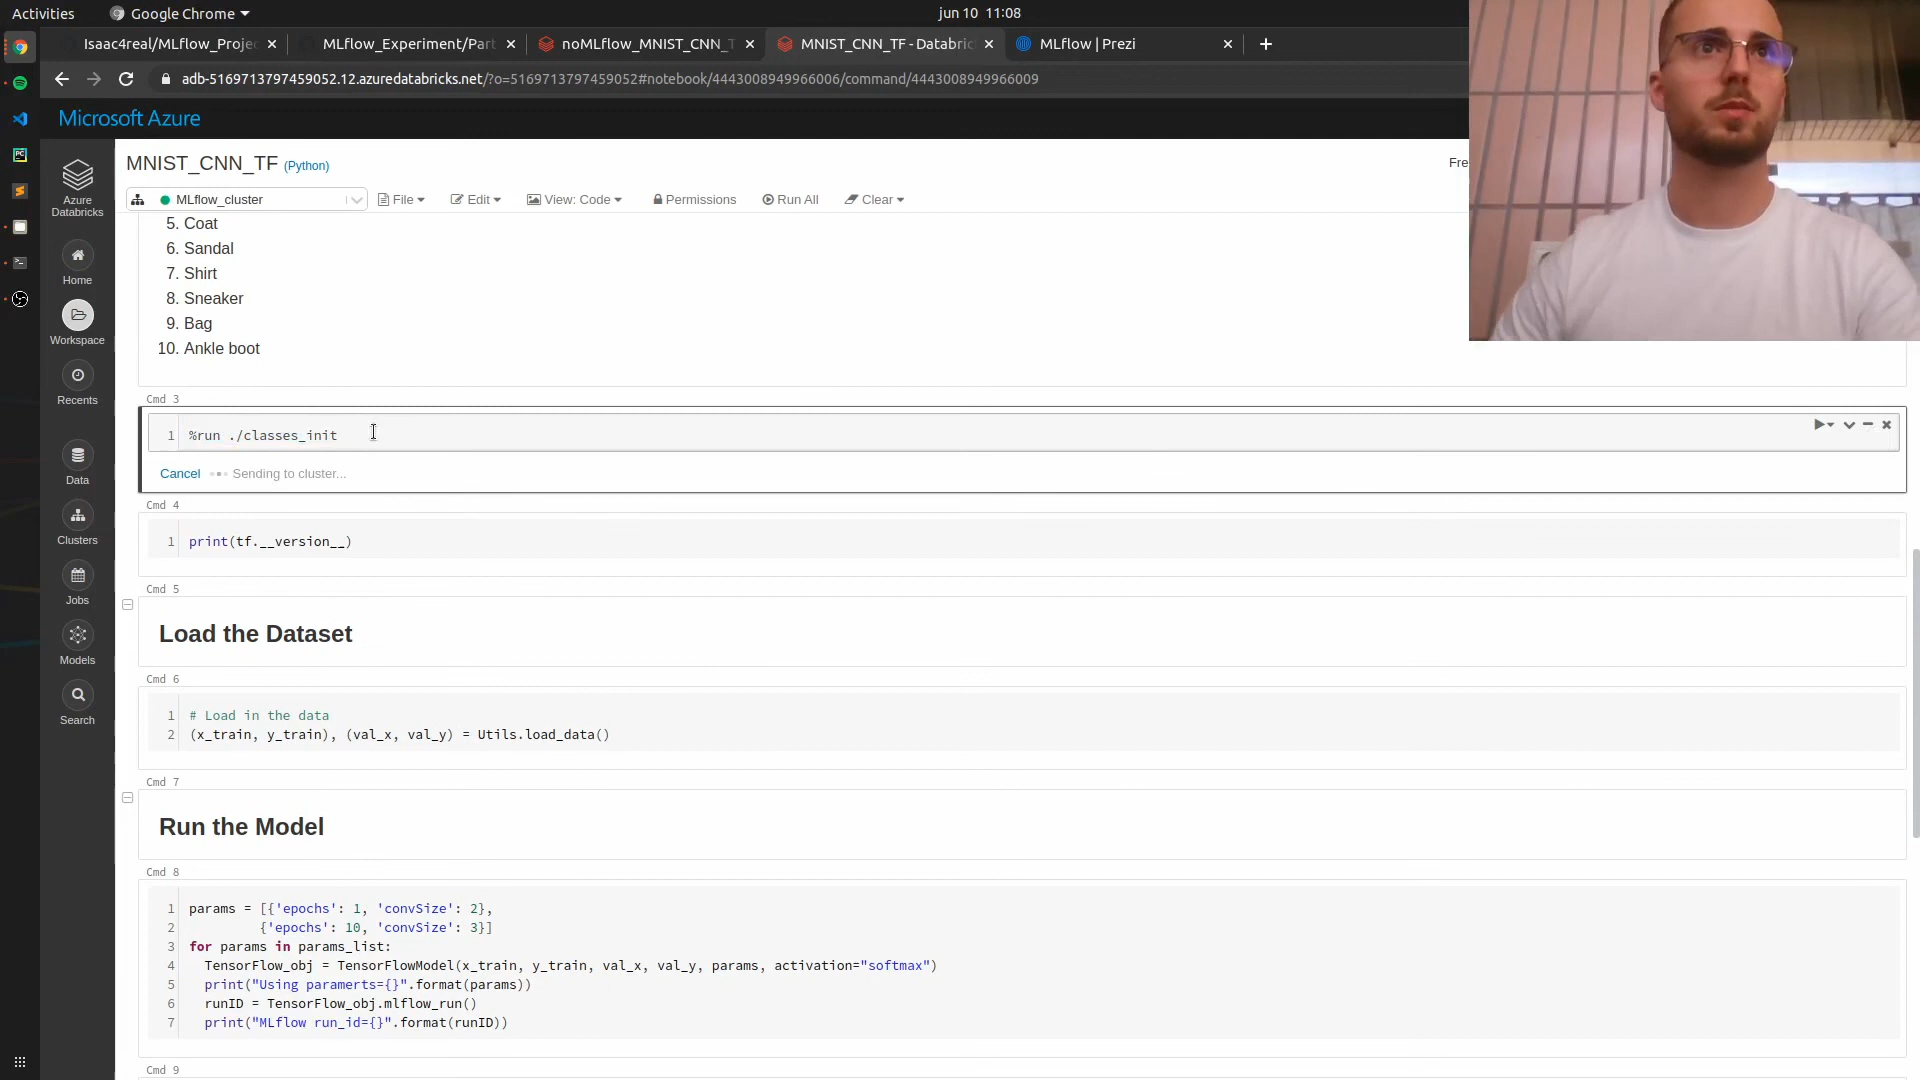 Activities
Google Chrome
jun 10 11:08
Isaac4real/MLflow_Proje
MLflow_Experiment/Part
noMLflow_MNIST_CNN_T
MNIST_CNN_TF - Databric
MLflow | Prezi
adb-5169713797459052.12.azuredatabricks.net/?o=5169713797459052#notebook/4443008949966006/command/4443008949966009
Microsoft Azure
Azure
Databricks
Home
Workspace
Recents
Data
Clusters
Jobs
Models
Search
MNIST_CNN_TF (Python)
Fre
MLflow_cluster
File
Edit
View: Code
Permissions
Run All
Clear
5. Coat
6. Sandal
7. Shirt
8. Sneaker
9. Bag
10. Ankle boot
Cmd 3
1 %run ./classes_init
Cancel Sending to cluster...
Cmd 4
1 print(tf.__version__)
Cmd 5
Load the Dataset
Cmd 6
1 # Load in the data
2 (x_train, y_train), (val_x, val_y) = Utils.load_data()
Cmd 7
Run the Model
Cmd 8
1 params = [{'epochs': 1, 'convSize': 2},
2 {'epochs': 10, 'convSize': 3}]
3 for params in params_list:
4 TensorFlow_obj = TensorFlowModel(x_train, y_train, val_x, val_y, params, activation="softmax")
5 print("Using paramerts={}".format(params))
6 runID = TensorFlow_obj.mlflow_run()
7 print("MLflow run_id={}".format(runID))
Cmd 9